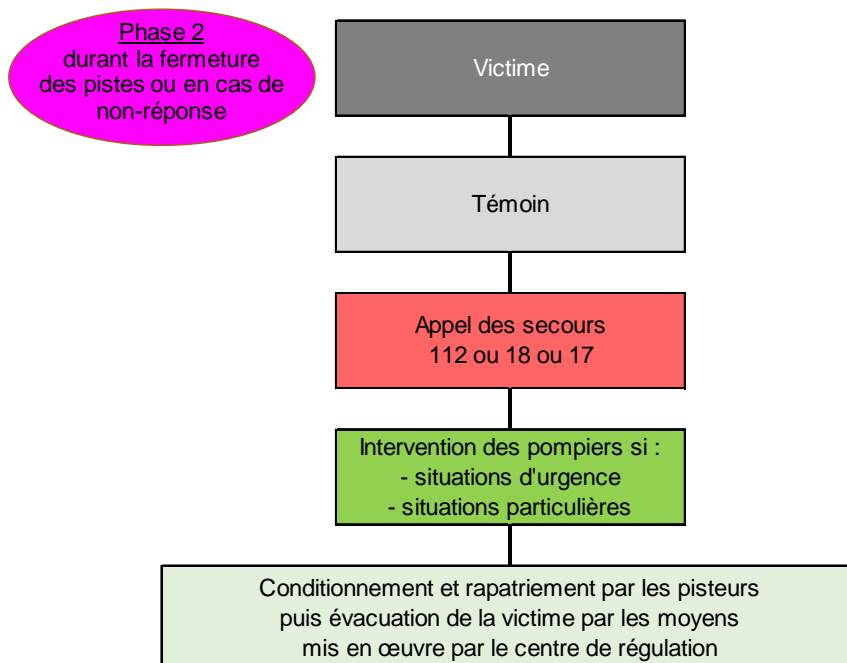 Phase 2
durant la fermeture
des pistes ou en cas de
non-réponse
Victime
Témoin
Appel des secours
112 ou 18 ou 17
Intervention des pompiers si :
- situations d'urgence
- situations particulières
Conditionnement et rapatriement par les pisteurs
puis évacuation de la victime par les moyens
mis en œuvre par le centre de régulation